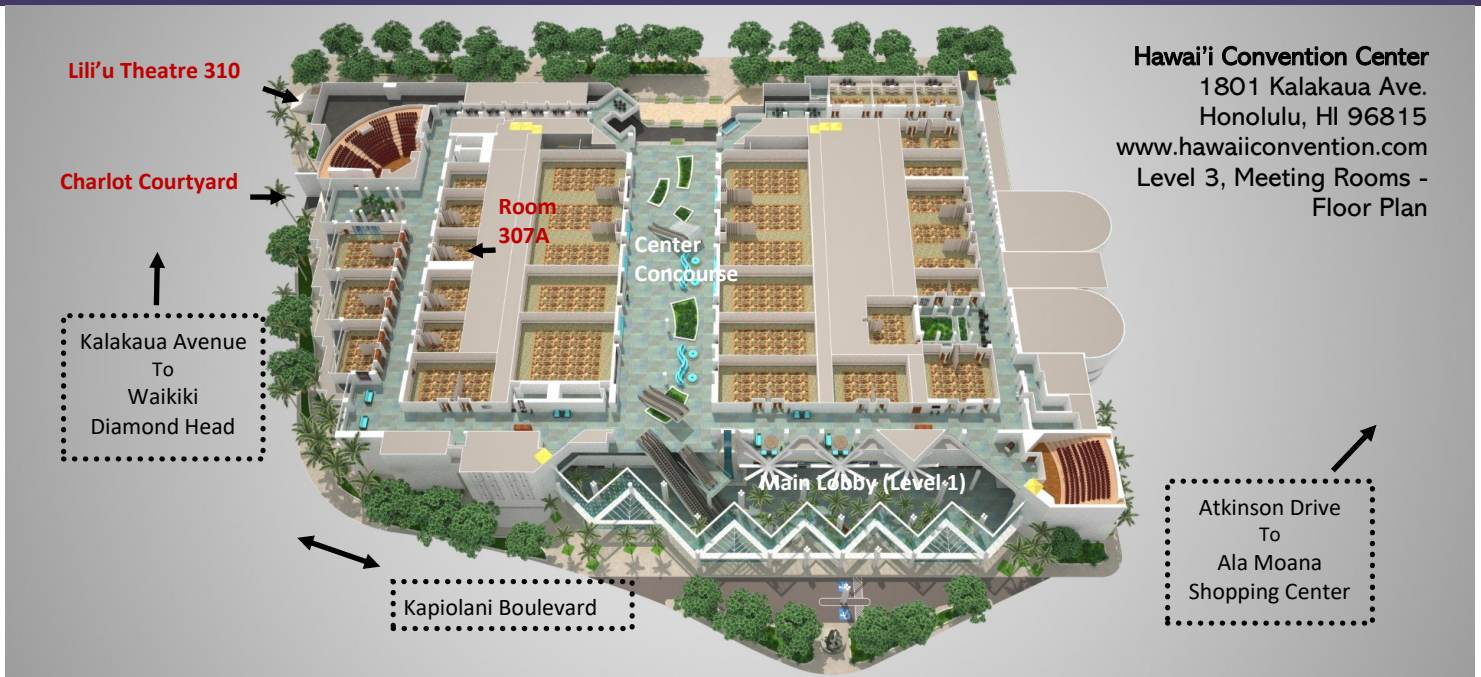 Hawai’i Convention Center
1801 Kalakaua Ave.
Honolulu, HI 96815
www.hawaiiconvention.com
Level 3, Meeting Rooms -
Floor Plan
Lili’u Theatre 310
Charlot Courtyard
Room
307A
Center
Concourse
Kalakaua Avenue
To
Waikiki
Diamond Head
Main Lobby (Level 1)
Atkinson Drive
To
Ala Moana
Shopping Center
Kapiolani Boulevard